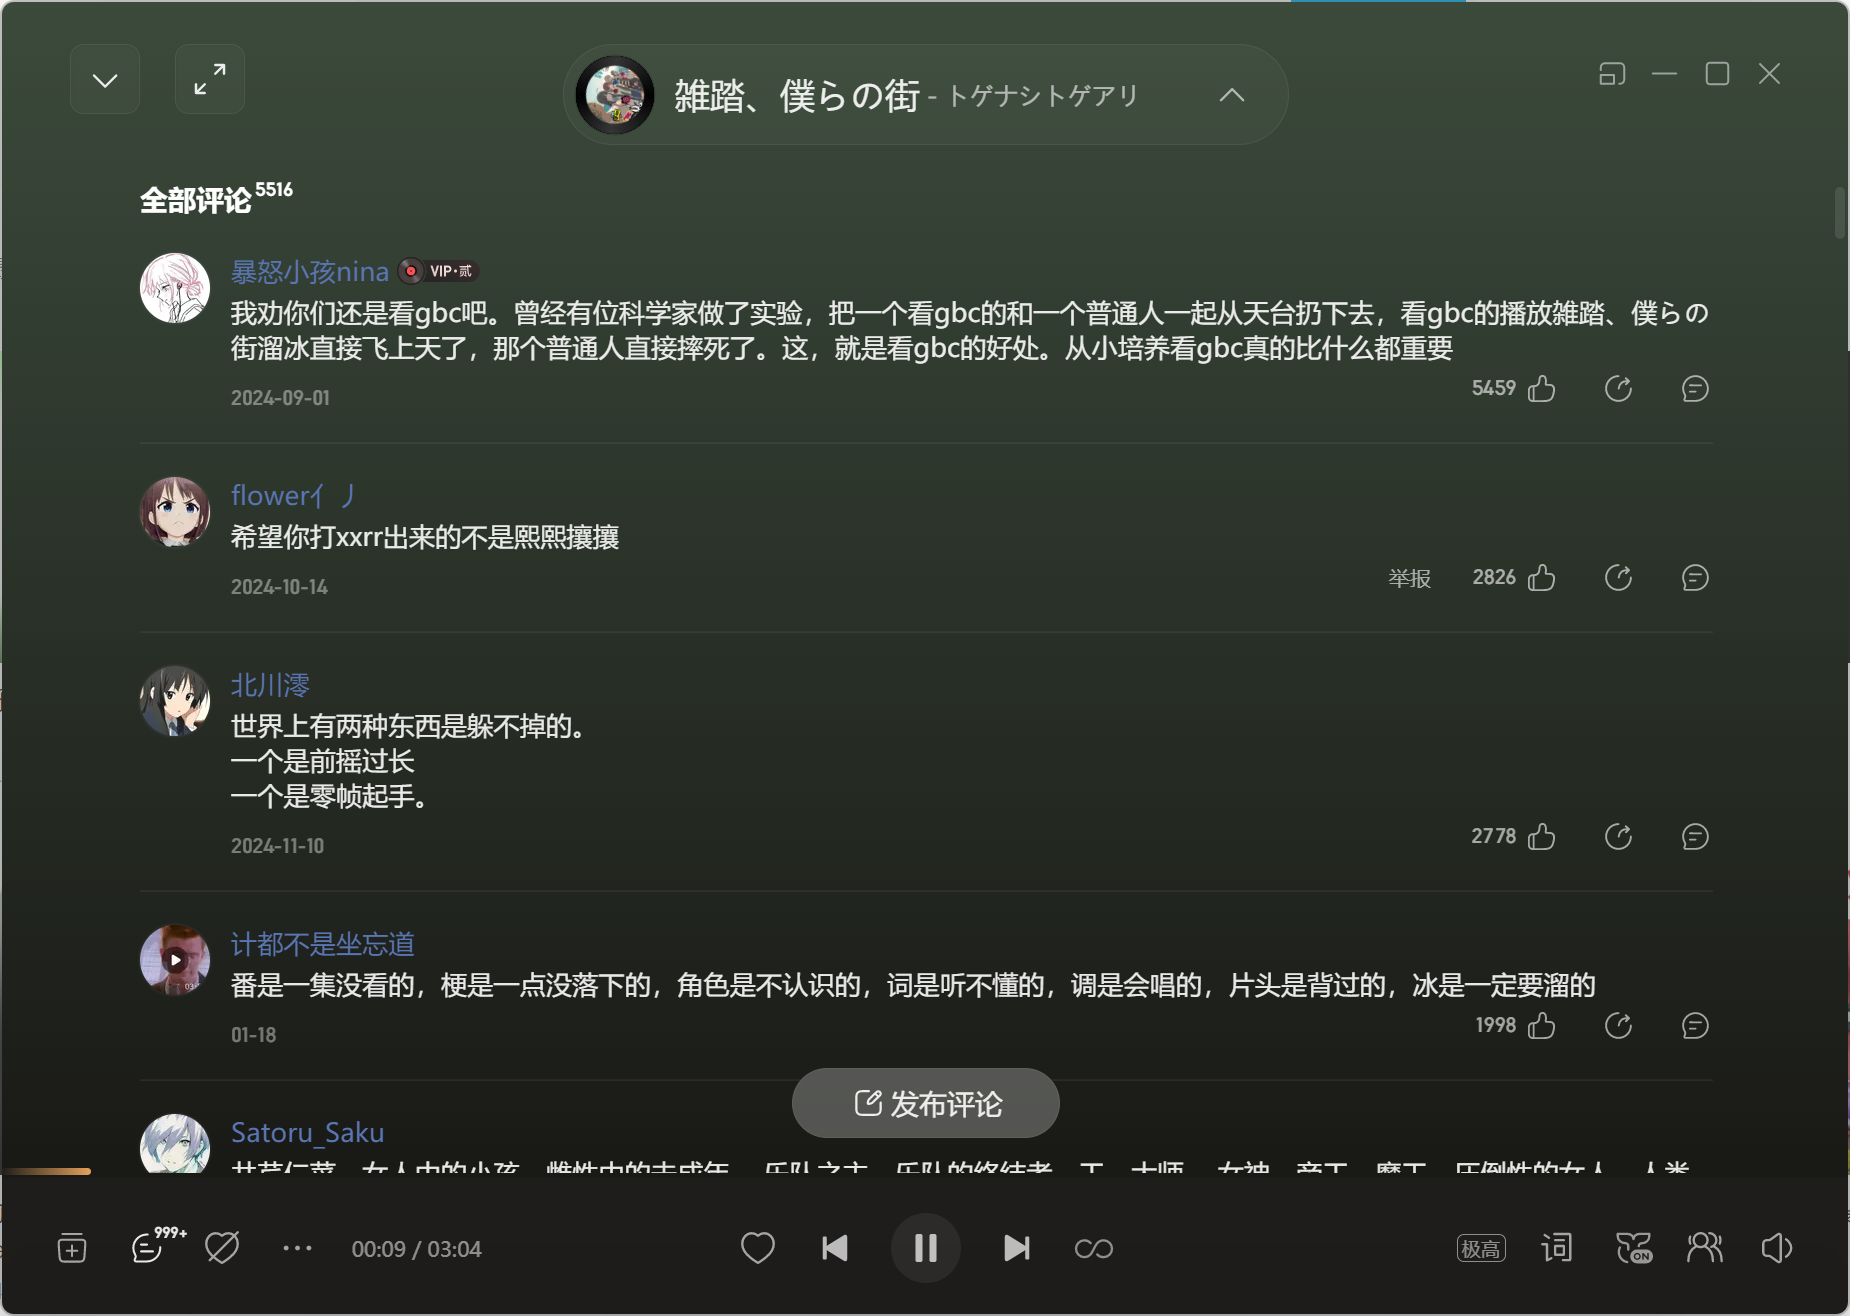 雑踏、僕らの街 - トゲナシトゲアリ
全部评论 5516
暴怒小孩nina VIP·贰
我劝你们还是看gbc吧。曾经有位科学家做了实验，把一个看gbc的和一个普通人一起从天台扔下去，看gbc的播放雑踏、僕らの
街溜冰直接飞上天了，那个普通人直接摔死了。这，就是看gbc的好处。从小培养看gbc真的比什么都重要
2024-09-01
5459
flower亻丿
希望你打xxrr出来的不是熙熙攘攘
2024-10-14
举报 2826
北川澪
世界上有两种东西是躲不掉的。
一个是前摇过长
一个是零帧起手。
2024-11-10
2778
计都不是坐忘道
番是一集没看的，梗是一点没落下的，角色是不认识的，词是听不懂的，调是会唱的，片头是背过的，冰是一定要溜的
01-18
1998
发布评论
Satoru_Saku
999+
00:09 / 03:04
极高
词
ON